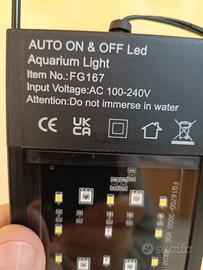 AUTO ON & OFF Led
Aquarium Light
Item No.:FG167
Input Voltage:AC 100-240V
Attention:Do not immerse in water
CE UK CA
subito